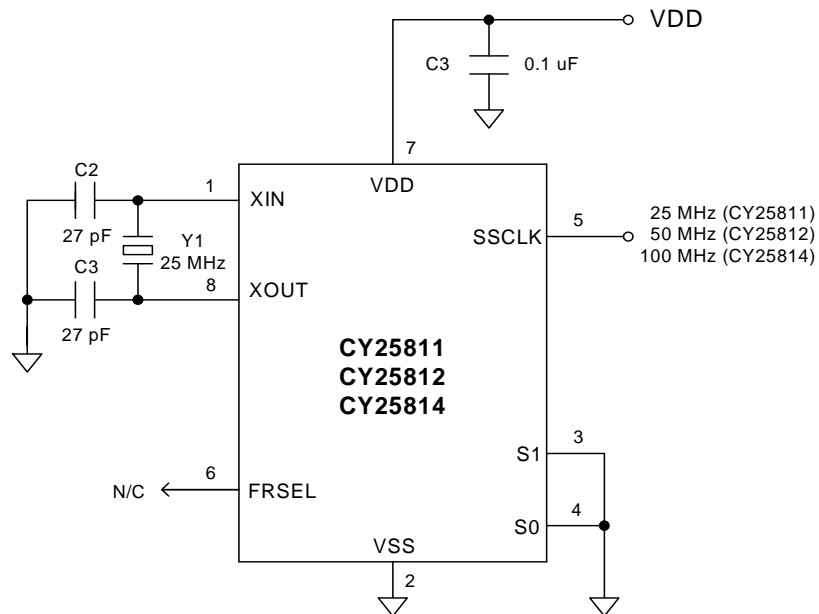 VDD
C3 0.1 uF
7
C2
1
VDD
XIN
27 pF
Y1
25 MHz
5
25 MHz (CY25811)
SSCLK
50 MHz (CY25812)
100 MHz (CY25814)
C3
8
XOUT
27 pF
CY25811
CY25812
CY25814
3
S1
6
N/C
FRSEL
4
S0
VSS
2